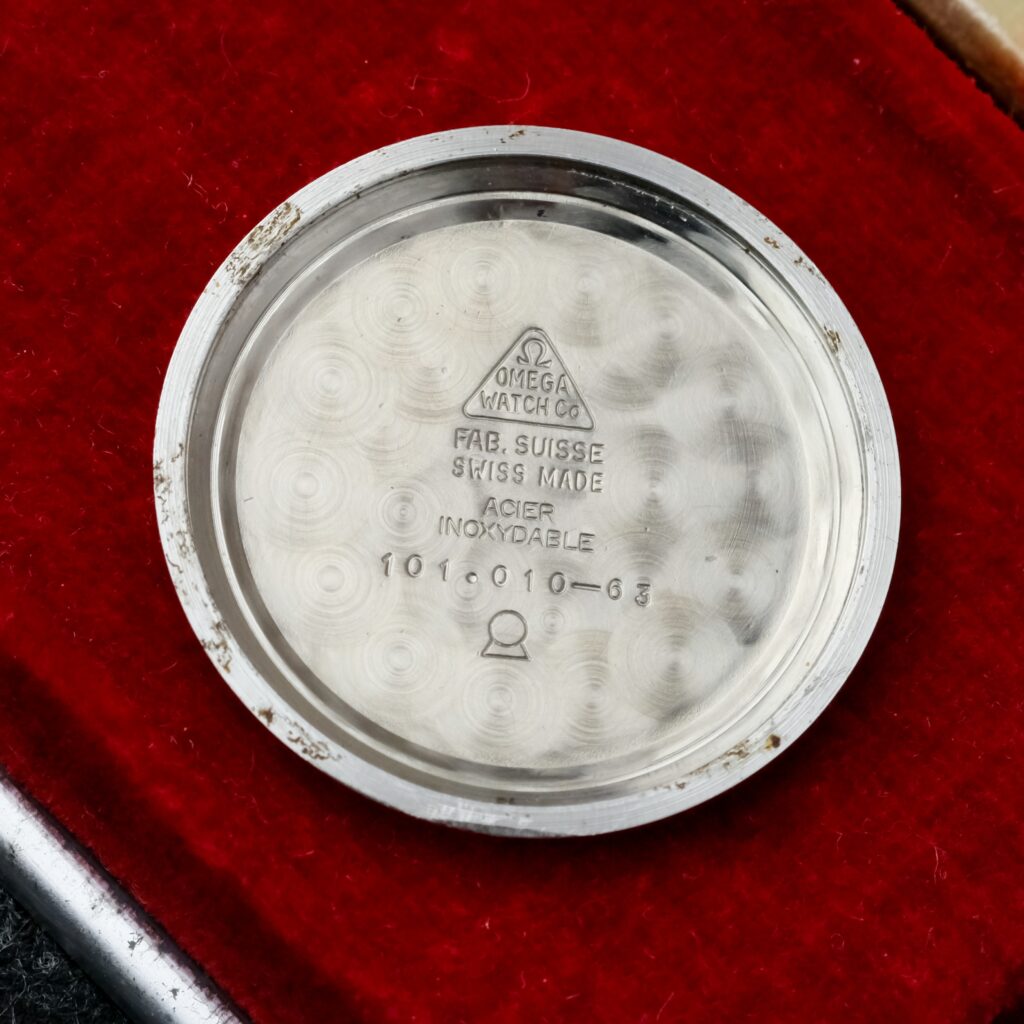 Ω
OMEGA
WATCH Co
FAB. SUISSE
SWISS MADE
ACIER
INOXYDABLE
101.010—63